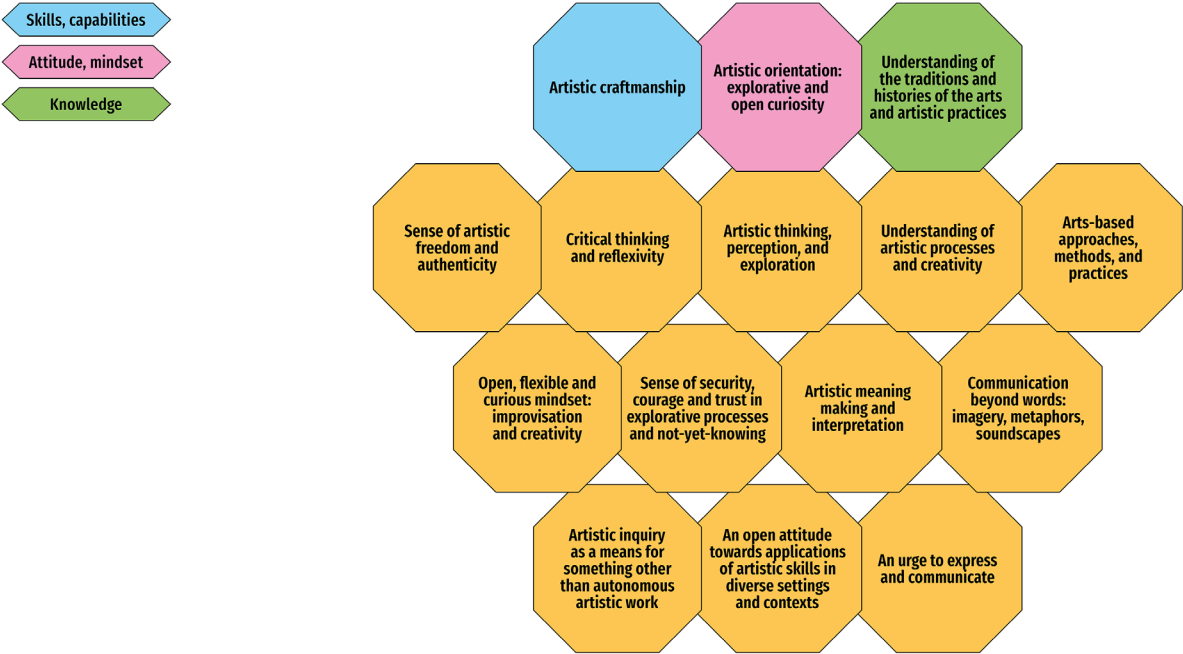 Skills, capabilities
Attitude, mindset
Knowledge
Artistic craftmanship
Artistic orientation:
explorative and
open curiosity
Understanding of
the traditions and
histories of the arts
and artistic practices
Sense of artistic
freedom and
authenticity
Critical thinking
and reflexivity
Artistic thinking,
perception, and
exploration
Understanding of
artistic processes
and creativity
Arts-based
approaches,
methods, and
practices
Open, flexible and
curious mindset:
improvisation
and creativity
Sense of security,
courage and trust in
explorative processes
and not-yet-knowing
Artistic meaning
making and
interpretation
Communication
beyond words:
imagery, metaphors,
soundscapes
Artistic inquiry
as a means for
something other
than autonomous
artistic work
An open attitude
towards applications
of artistic skills in
diverse settings
and contexts
An urge to express
and communicate